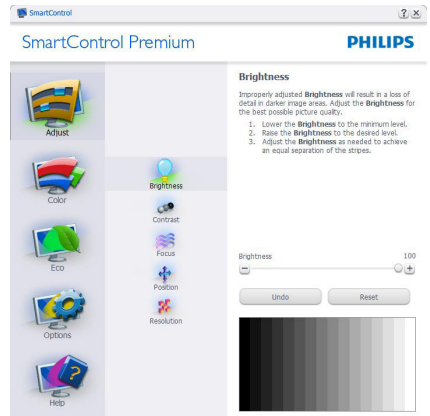 SmartControl
SmartControl Premium
PHILIPS
Adjust
Color
Eco
Options
Help
Brightness
Contrast
Focus
Position
Resolution
Brightness
Improperly adjusted Brightness will result in a loss of
detail in darker image areas. Adjust the Brightness for
the best possible picture quality.
1. Lower the Brightness to the minimum level.
2. Raise the Brightness to the desired level.
3. Adjust the Brightness as needed to achieve
an equal separation of the stripes.
Brightness 100
Undo Reset